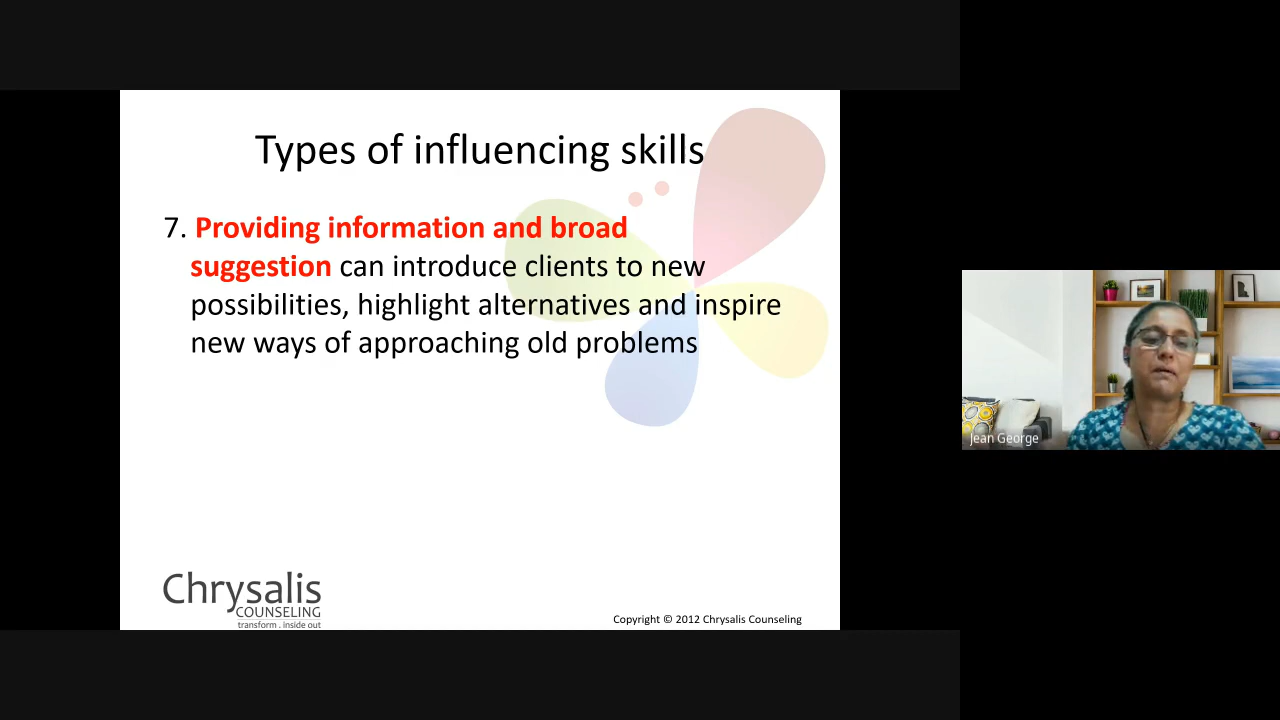 Types of influencing skills
7. Providing information and broad
suggestion can introduce clients to new
possibilities, highlight alternatives and inspire
new ways of approaching old problems
Chrysalis
COUNSELING
transform . inside out
Copyright © 2012 Chrysalis Counseling
Jean George